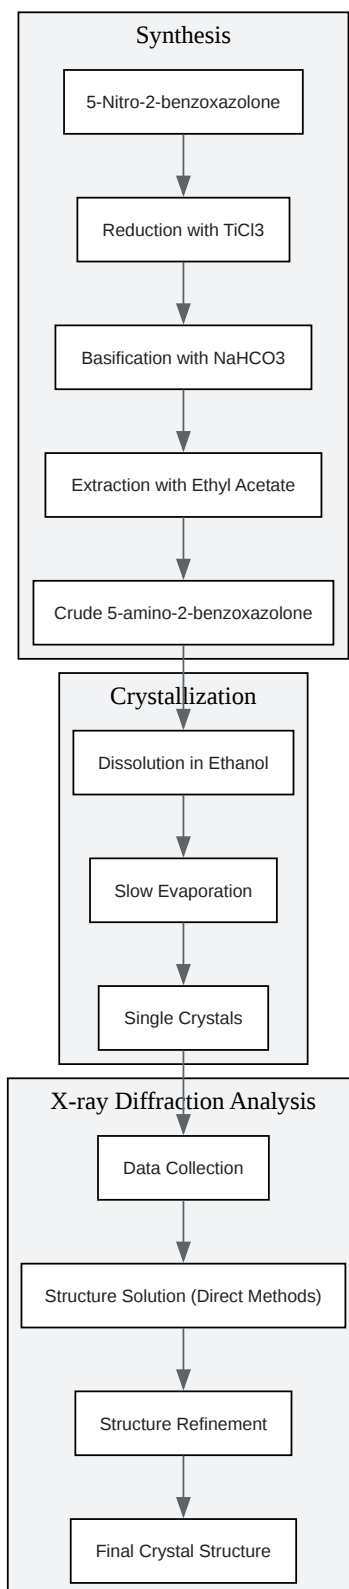 Synthesis
5-Nitro-2-benzoxazolone
Reduction with TiCl3
Basification with NaHCO3
Extraction with Ethyl Acetate
Crude 5-amino-2-benzoxazolone
Crystallization
Dissolution in Ethanol
Slow Evaporation
Single Crystals
X-ray Diffraction Analysis
Data Collection
Structure Solution (Direct Methods)
Structure Refinement
Final Crystal Structure